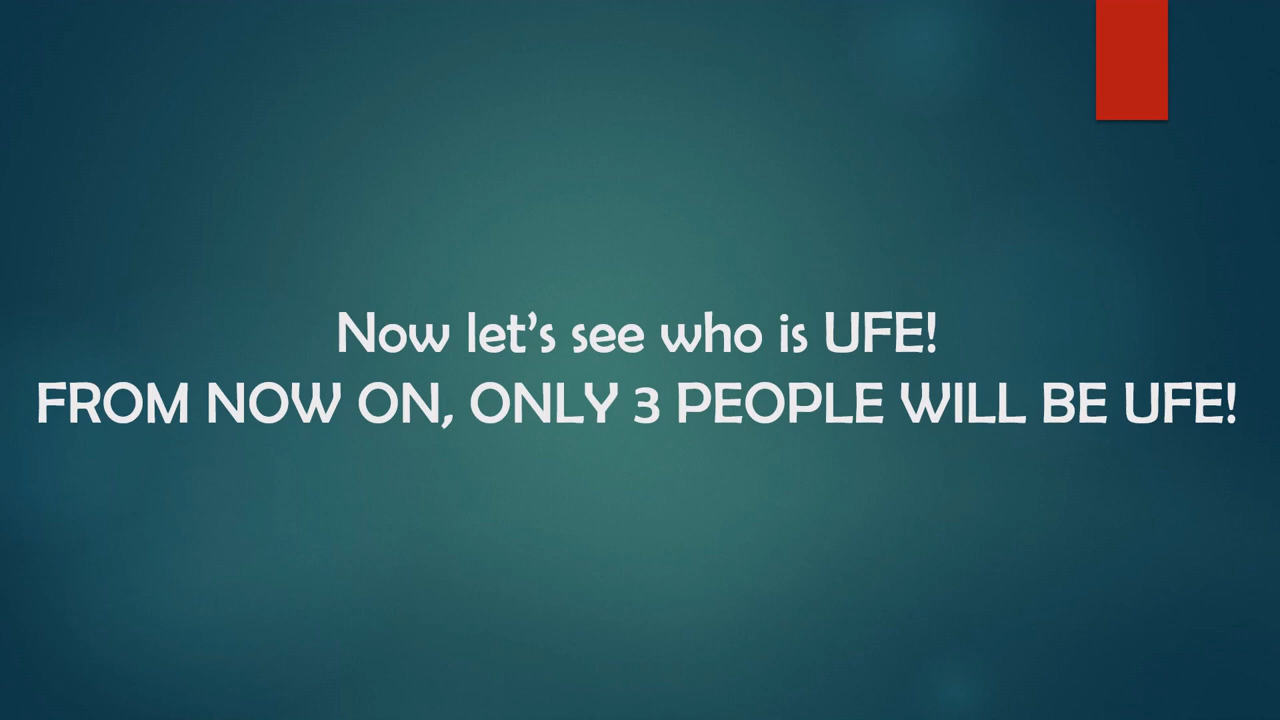 Now let’s see who is UFE!
FROM NOW ON, ONLY 3 PEOPLE WILL BE UFE!